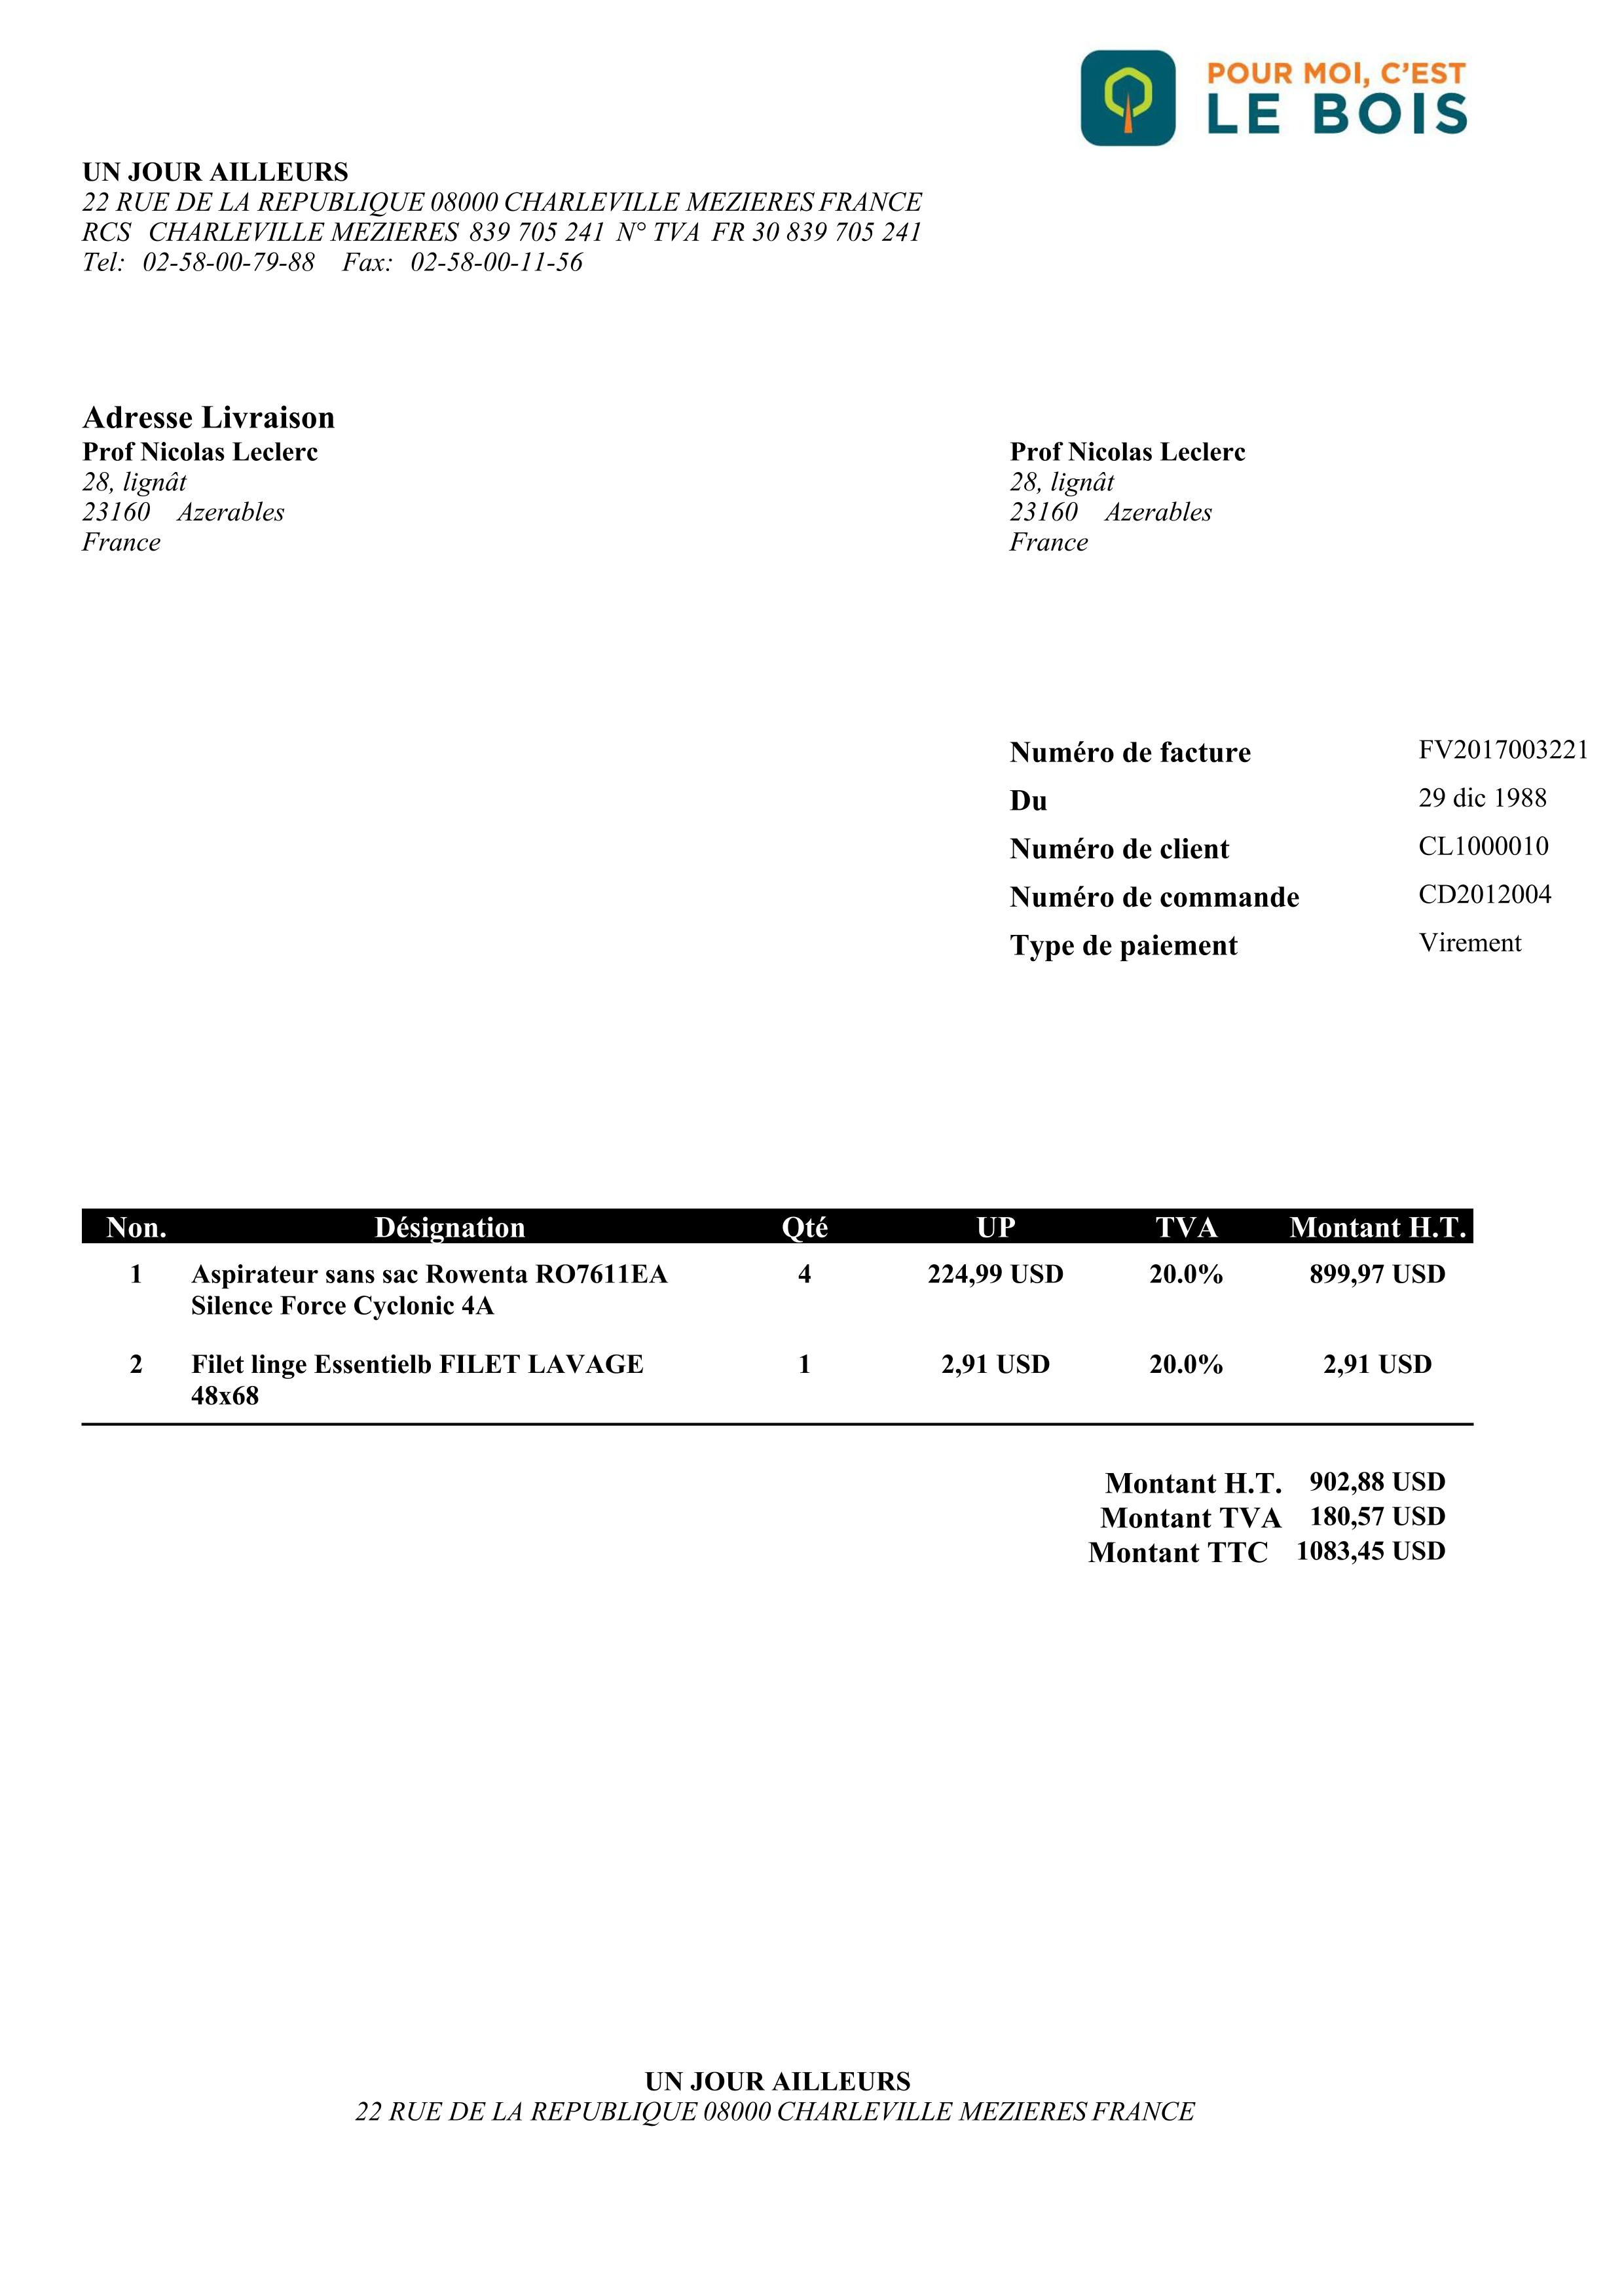 POUR MOI, C'EST
LE BOIS
UN JOUR AILLEURS
22 RUE DE LA REPUBLIQUE 08000 CHARLEVILLE MEZIERES FRANCE
RCS CHARLEVILLE MEZIERES 839 705 241 N° TVA FR 30 839 705 241
Tel: 02-58-00-79-88 Fax: 02-58-00-11-56
Adresse Livraison
Prof Nicolas Leclerc
28, lignât
23160 Azerables
France
Prof Nicolas Leclerc
28, lignât
23160 Azerables
France
Numéro de facture FV2017003221
Du 29 dic 1988
Numéro de client CL1000010
Numéro de commande CD2012004
Type de paiement Virement
Non. Désignation Qté UP TVA Montant H.T.
1 Aspirateur sans sac Rowenta RO7611EA 4 224,99 USD 20.0% 899,97 USD
Silence Force Cyclonic 4A
2 Filet linge Essentielb FILET LAVAGE 1 2,91 USD 20.0% 2,91 USD
48x68
Montant H.T. 902,88 USD
Montant TVA 180,57 USD
Montant TTC 1083,45 USD
UN JOUR AILLEURS
22 RUE DE LA REPUBLIQUE 08000 CHARLEVILLE MEZIERES FRANCE